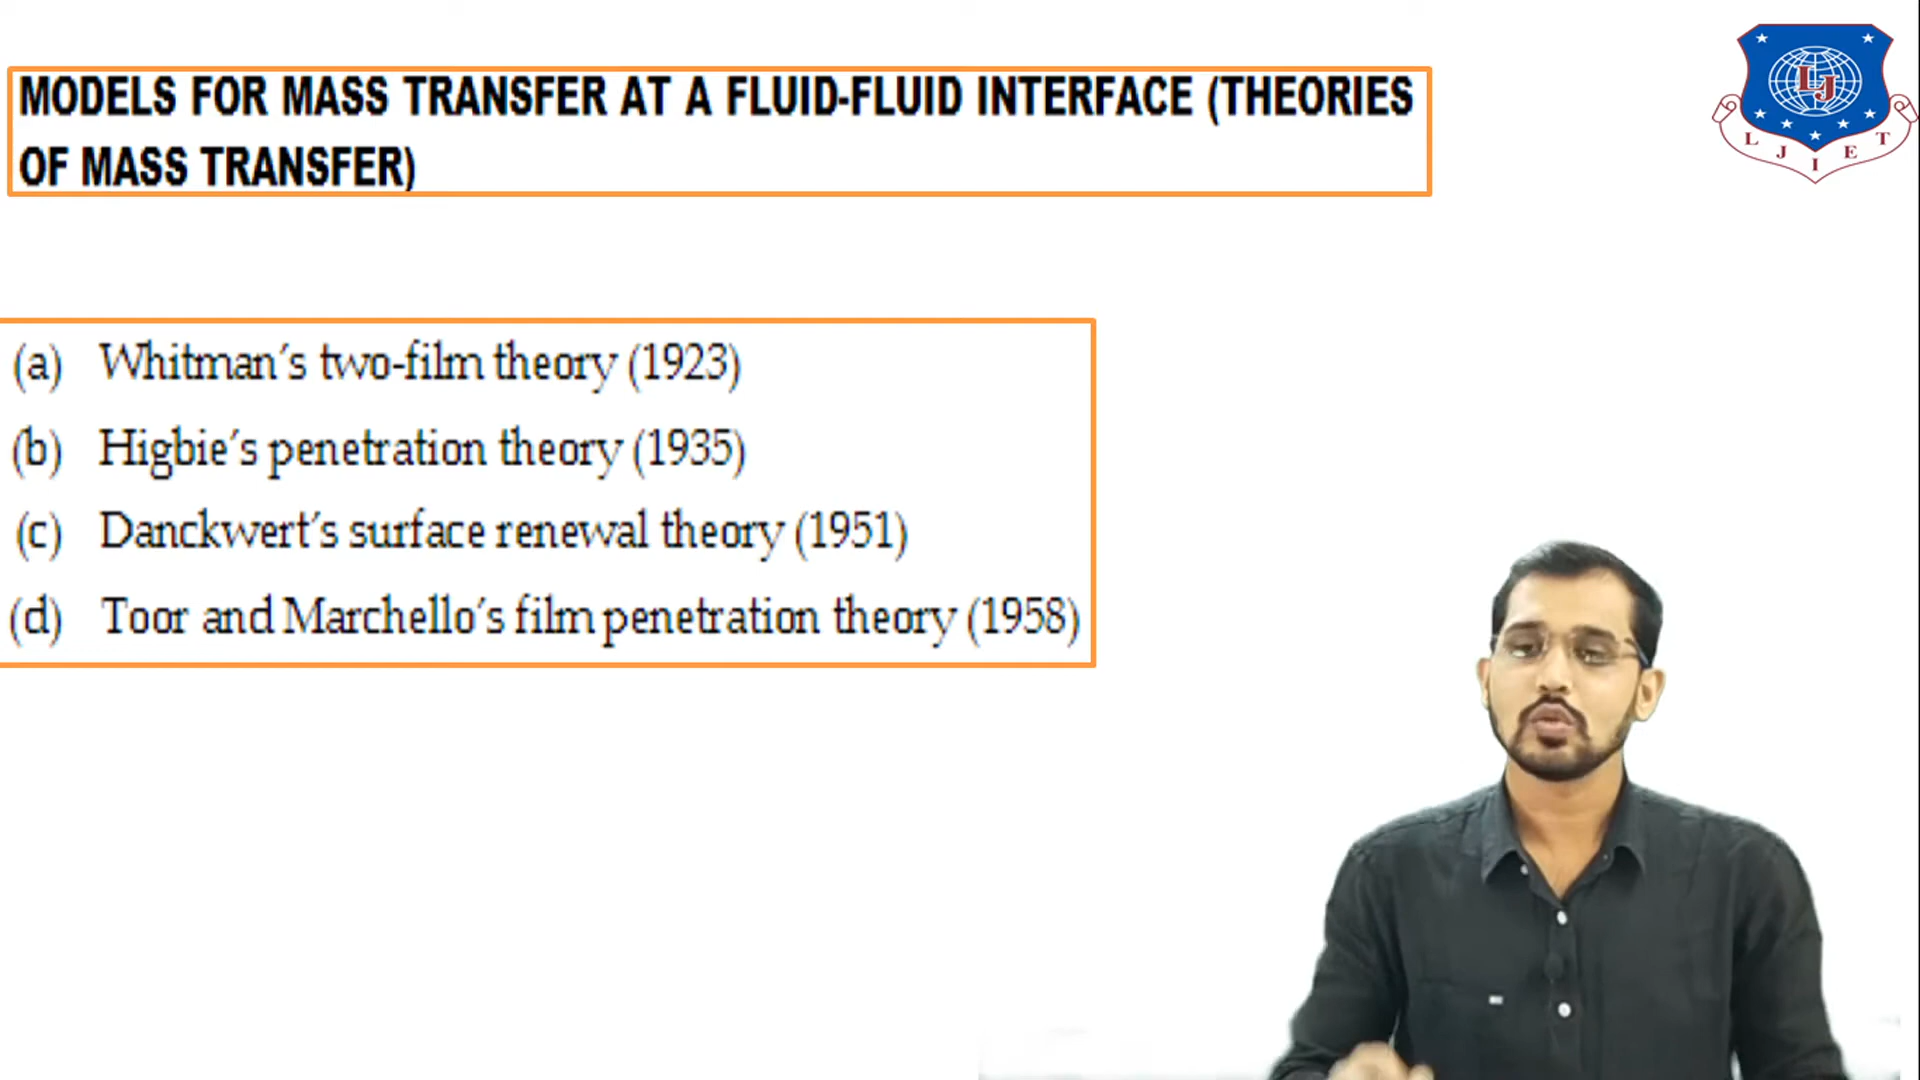 MODELS FOR MASS TRANSFER AT A FLUID-FLUID INTERFACE (THEORIES
OF MASS TRANSFER)
(a) Whitman's two-film theory (1923)
(b) Higbie's penetration theory (1935)
(c) Danckwert's surface renewal theory (1951)
(d) Toor and Marchello's film penetration theory (1958)
LJ
L J I E T